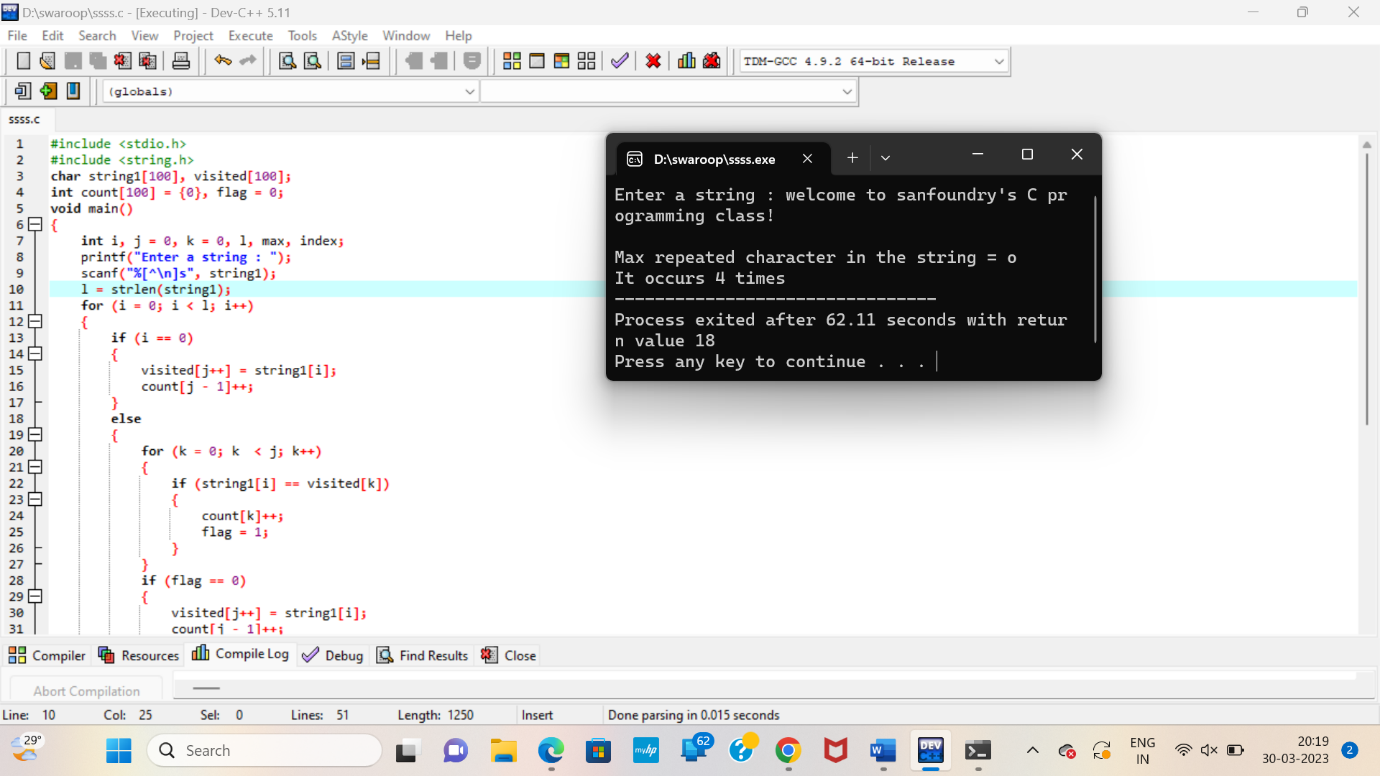 D:\swaroop\ssss.c - [Executing] - Dev-C++ 5.11
File Edit Search View Project Execute Tools AStyle Window Help
TDM-GCC 4.9.2 64-bit Release
(globals)
ssss.c
1 #include <stdio.h>
2 #include <string.h>
3 char string1[100], visited[100];
4 int count[100] = {0}, flag = 0;
5 void main()
6 {
7 int i, j = 0, k = 0, l, max, index;
8 printf("Enter a string : ");
9 scanf("%[^\n]s", string1);
10 l = strlen(string1);
11 for (i = 0; i < l; i++)
12 {
13 if (i == 0)
14 {
15 visited[j++] = string1[i];
16 count[j - 1]++;
17 }
18 else
19 {
20 for (k = 0; k < j; k++)
21 {
22 if (string1[i] == visited[k])
23 {
24 count[k]++;
25 flag = 1;
26 }
27 }
28 if (flag == 0)
29 {
30 visited[j++] = string1[i];
31 count[j - 1]++;
D:\swaroop\ssss.exe
Enter a string : welcome to sanfoundry's C pr
ogramming class!
Max repeated character in the string = o
It occurs 4 times
--------------------------------
Process exited after 62.11 seconds with retur
n value 18
Press any key to continue . . .
Compiler Resources Compile Log Debug Find Results Close
Abort Compilation
Line: 10 Col: 25 Sel: 0 Lines: 51 Length: 1250 Insert Done parsing in 0.015 seconds
29°
Search
myhp
62
DEV C++
ENG
IN
20:19
30-03-2023
2